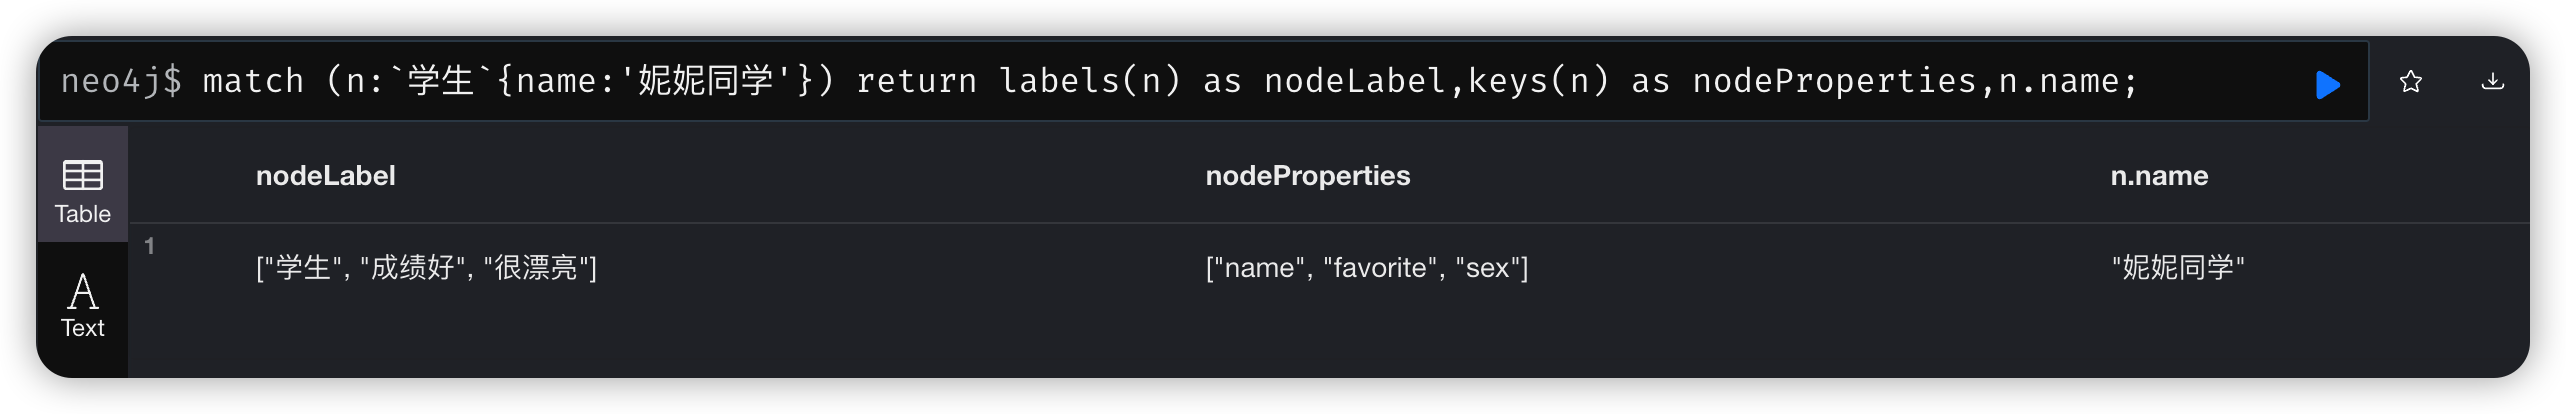 neo4j$ match (n:`学生`{name:'妮妮同学'}) return labels(n) as nodeLabel,keys(n) as nodeProperties,n.name;
nodeLabel nodeProperties n.name
Table
1
["学生", "成绩好", "很漂亮"] ["name", "favorite", "sex"] "妮妮同学"
Text